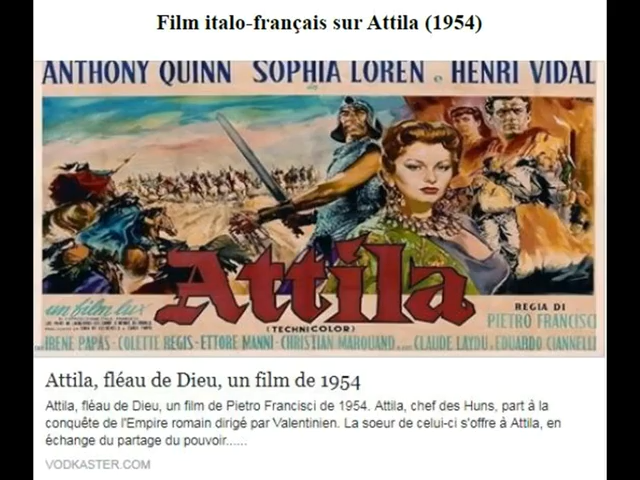 Film italo-français sur Attila (1954)
ANTHONY QUINN SOPHIA LOREN e HENRI VIDAL
Attila
un film lux
(TECHNICOLOR)
REGIA DI
PIETRO FRANCISCI
IRENE PAPAS - COLETTE REGIS - ETTORE MANNI - CHRISTIAN MARQUAND CLAUDE LAYDU, EDUARDO CIANNELLI
Attila, fléau de Dieu, un film de 1954
Attila, fléau de Dieu, un film de Pietro Francisci de 1954. Attila, chef des Huns, part à la
conquête de l'Empire romain dirigé par Valentinien. La soeur de celui-ci s'offre à Attila, en
échange du partage du pouvoir......
VODKASTER.COM